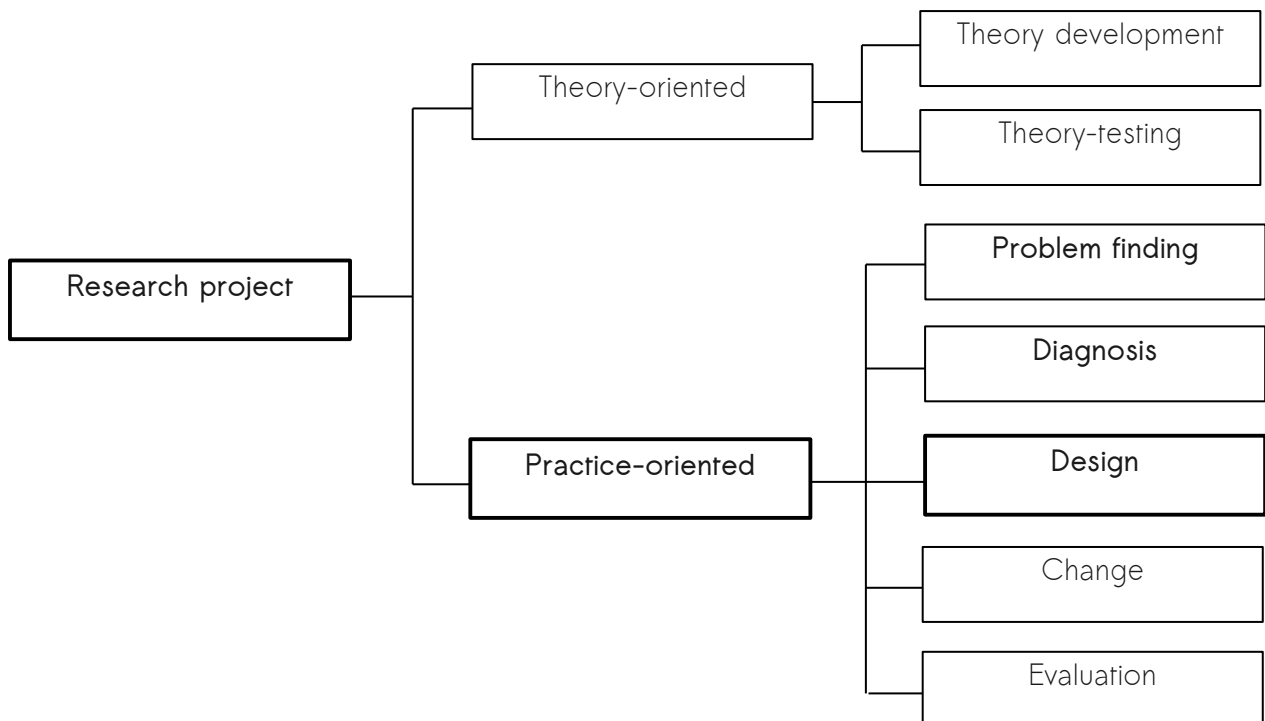 Research project
Theory-oriented
Theory development
Theory-testing
Practice-oriented
Problem finding
Diagnosis
Design
Change
Evaluation